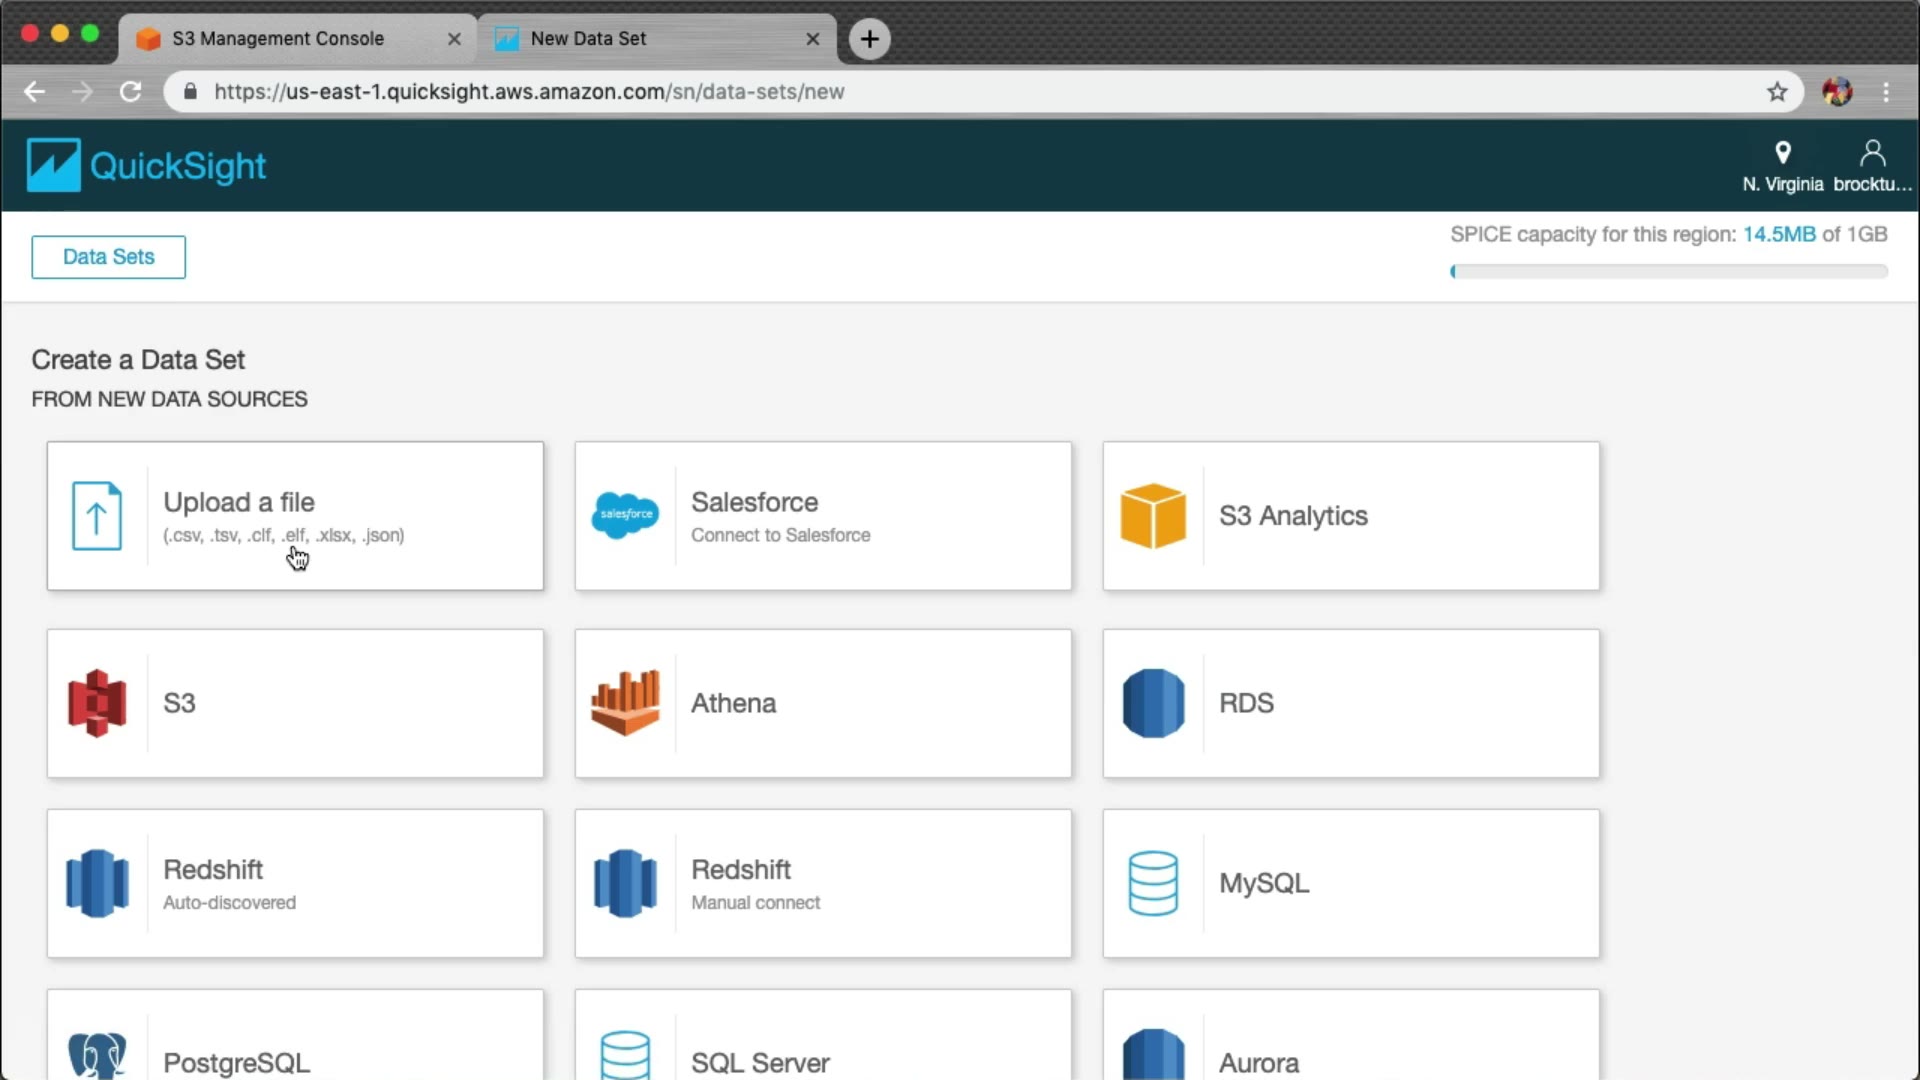 S3 Management Console
New Data Set
https://us-east-1.quicksight.aws.amazon.com/sn/data-sets/new
QuickSight
N. Virginia
brocktu...
Data Sets
SPICE capacity for this region: 14.5MB of 1GB
Create a Data Set
FROM NEW DATA SOURCES
Upload a file
(.csv, .tsv, .clf, .elf, .xlsx, .json)
salesforce
Salesforce
Connect to Salesforce
S3 Analytics
S3
Athena
RDS
Redshift
Auto-discovered
Redshift
Manual connect
MySQL
PostgreSQL
SQL Server
Aurora